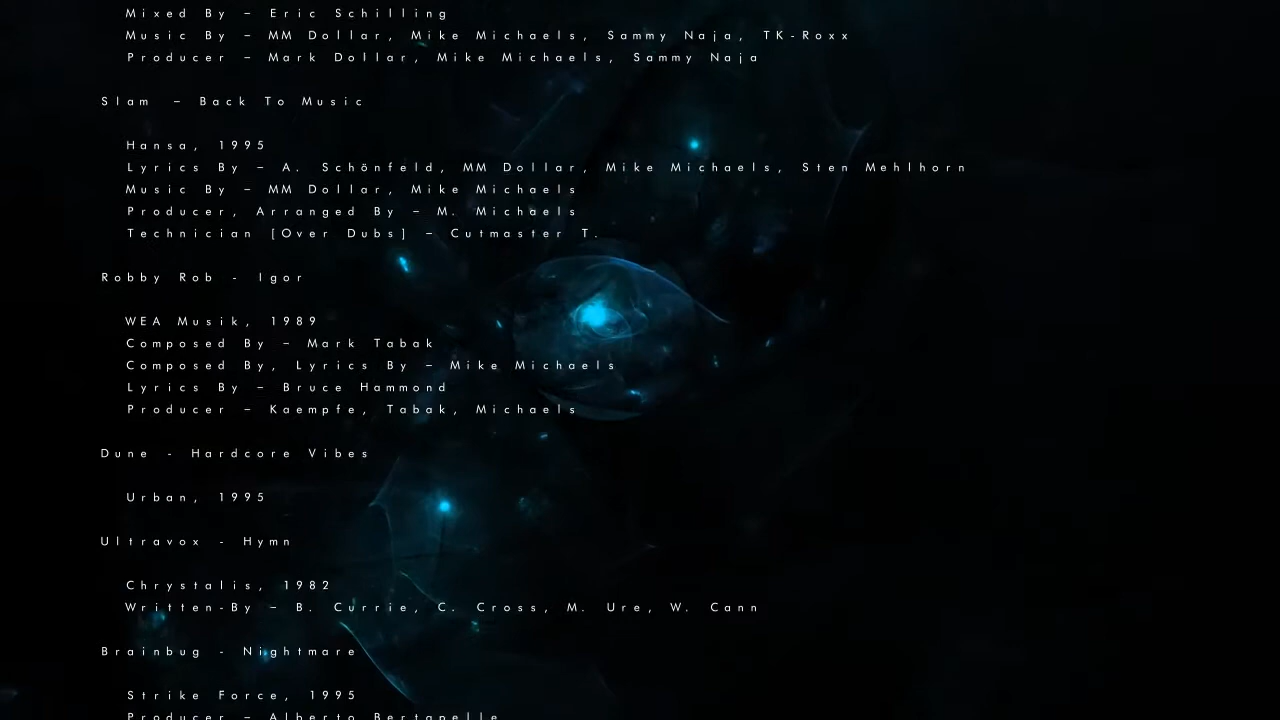 Mixed By – Eric Schilling
Music By – MM Dollar, Mike Michaels, Sammy Naja, TK-Roxx
Producer – Mark Dollar, Mike Michaels, Sammy Naja
Slam – Back To Music
Hansa, 1995
Lyrics By – A. Schönfeld, MM Dollar, Mike Michaels, Sten Mehlhorn
Music By – MM Dollar, Mike Michaels
Producer, Arranged By – M. Michaels
Technician [Over Dubs] – Cutmaster T.
Robby Rob - Igor
WEA Musik, 1989
Composed By – Mark Tabak
Composed By, Lyrics By – Mike Michaels
Lyrics By – Bruce Hammond
Producer – Kaempfe, Tabak, Michaels
Dune - Hardcore Vibes
Urban, 1995
Ultravox - Hymn
Chrystalis, 1982
Written-By – B. Currie, C. Cross, M. Ure, W. Cann
Brainbug - Nightmare
Strike Force, 1995
Producer – Alberto Bertapelle